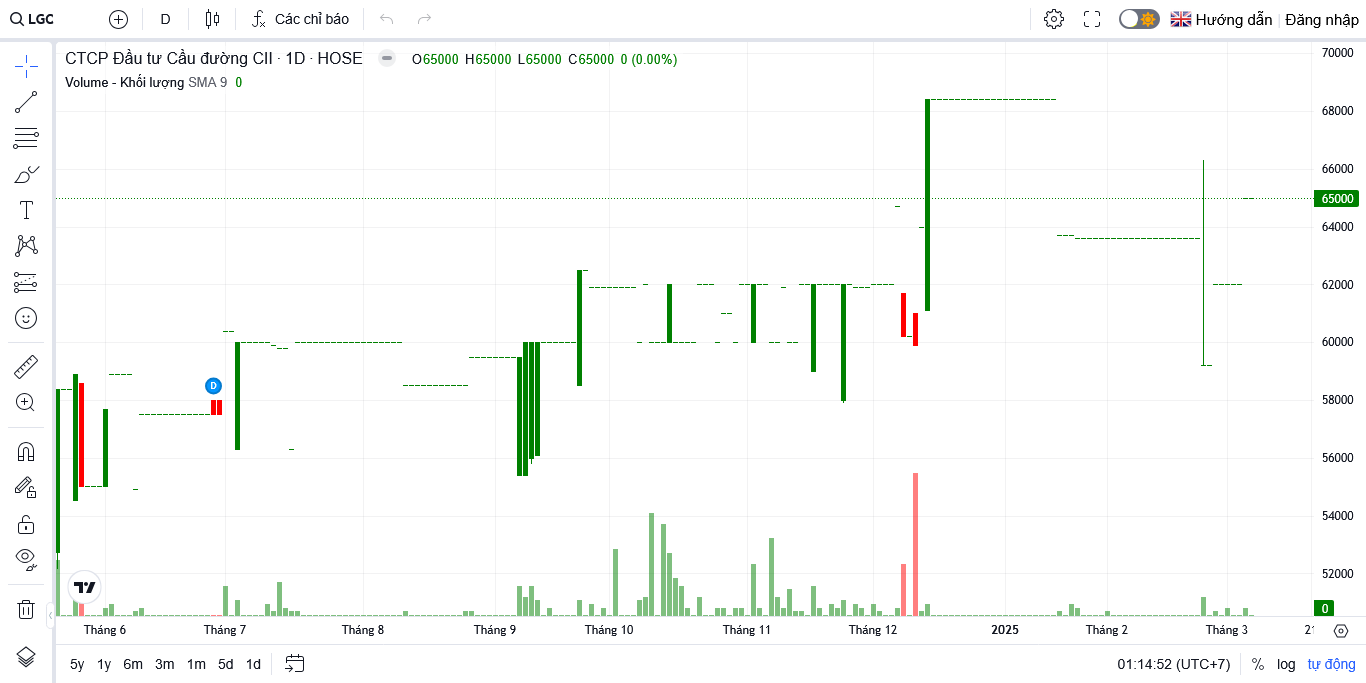 LGC D Các chỉ báo Hướng dẫn Đăng nhập
CTCP Đầu tư Cầu đường CII · 1D · HOSE O65000 H65000 L65000 C65000 0 (0.00%)
Volume - Khối lượng SMA 9 0
70000
68000
66000
65000
64000
62000
60000
D
58000
56000
54000
52000
0
Tháng 6 Tháng 7 Tháng 8 Tháng 9 Tháng 10 Tháng 11 Tháng 12 2025 Tháng 2 Tháng 3 21
5y 1y 6m 3m 1m 5d 1d 01:14:52 (UTC+7) % log tự động